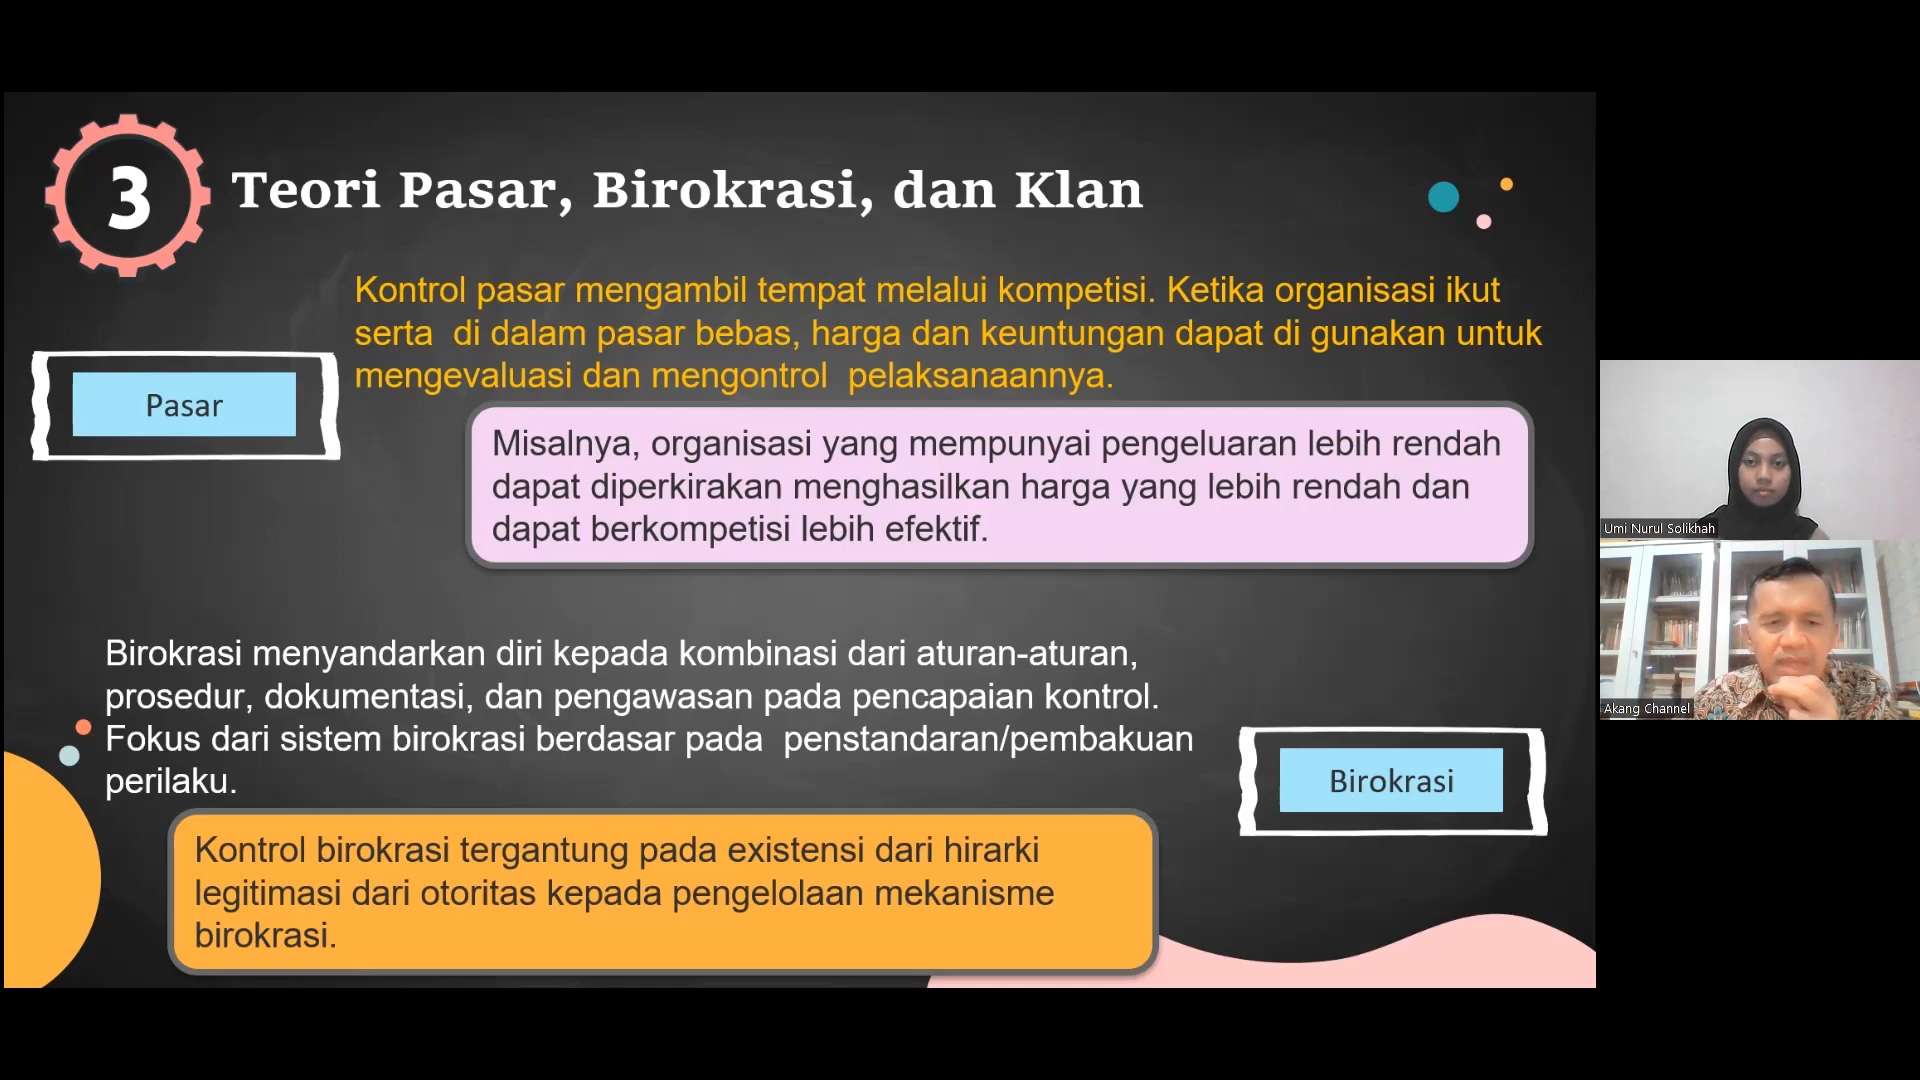 3
Teori Pasar, Birokrasi, dan Klan
Kontrol pasar mengambil tempat melalui kompetisi. Ketika organisasi ikut
serta  di dalam pasar bebas, harga dan keuntungan dapat di gunakan untuk
mengevaluasi dan mengontrol  pelaksanaannya.
Pasar
Misalnya, organisasi yang mempunyai pengeluaran lebih rendah
dapat diperkirakan menghasilkan harga yang lebih rendah dan
dapat berkompetisi lebih efektif.
Birokrasi menyandarkan diri kepada kombinasi dari aturan-aturan,
prosedur, dokumentasi, dan pengawasan pada pencapaian kontrol.
Fokus dari sistem birokrasi berdasar pada  penstandaran/pembakuan
perilaku.
Birokrasi
Kontrol birokrasi tergantung pada existensi dari hirarki
legitimasi dari otoritas kepada pengelolaan mekanisme
birokrasi.
Umi Nurul Solikhah
Akang Channel